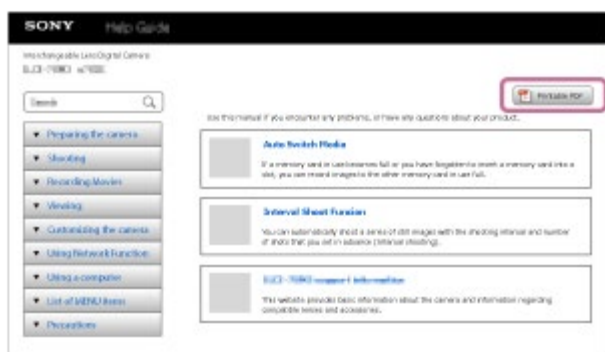 SONY Help Guide
Interchangeable Lens Digital Camera
Search
Printable PDF
Use this manual if you encounter any problems, or have any questions about your product.
Preparing the camera
Shooting
Recording Movies
Viewing
Customizing the camera
Using Network Function
Using a computer
List of MENU items
Precautions
Auto Switch Media
If a memory card in use becomes full or you have forgotten to insert a memory card into a
slot, you can record images to the other memory card in use full.
Interval Shoot Funsion
You can automatically shoot a series of still images with the shooting interval and number
of shots that you set in advance (interval shooting).
support information
This website provides basic information about the camera and information regarding
compatible lenses and accessories.